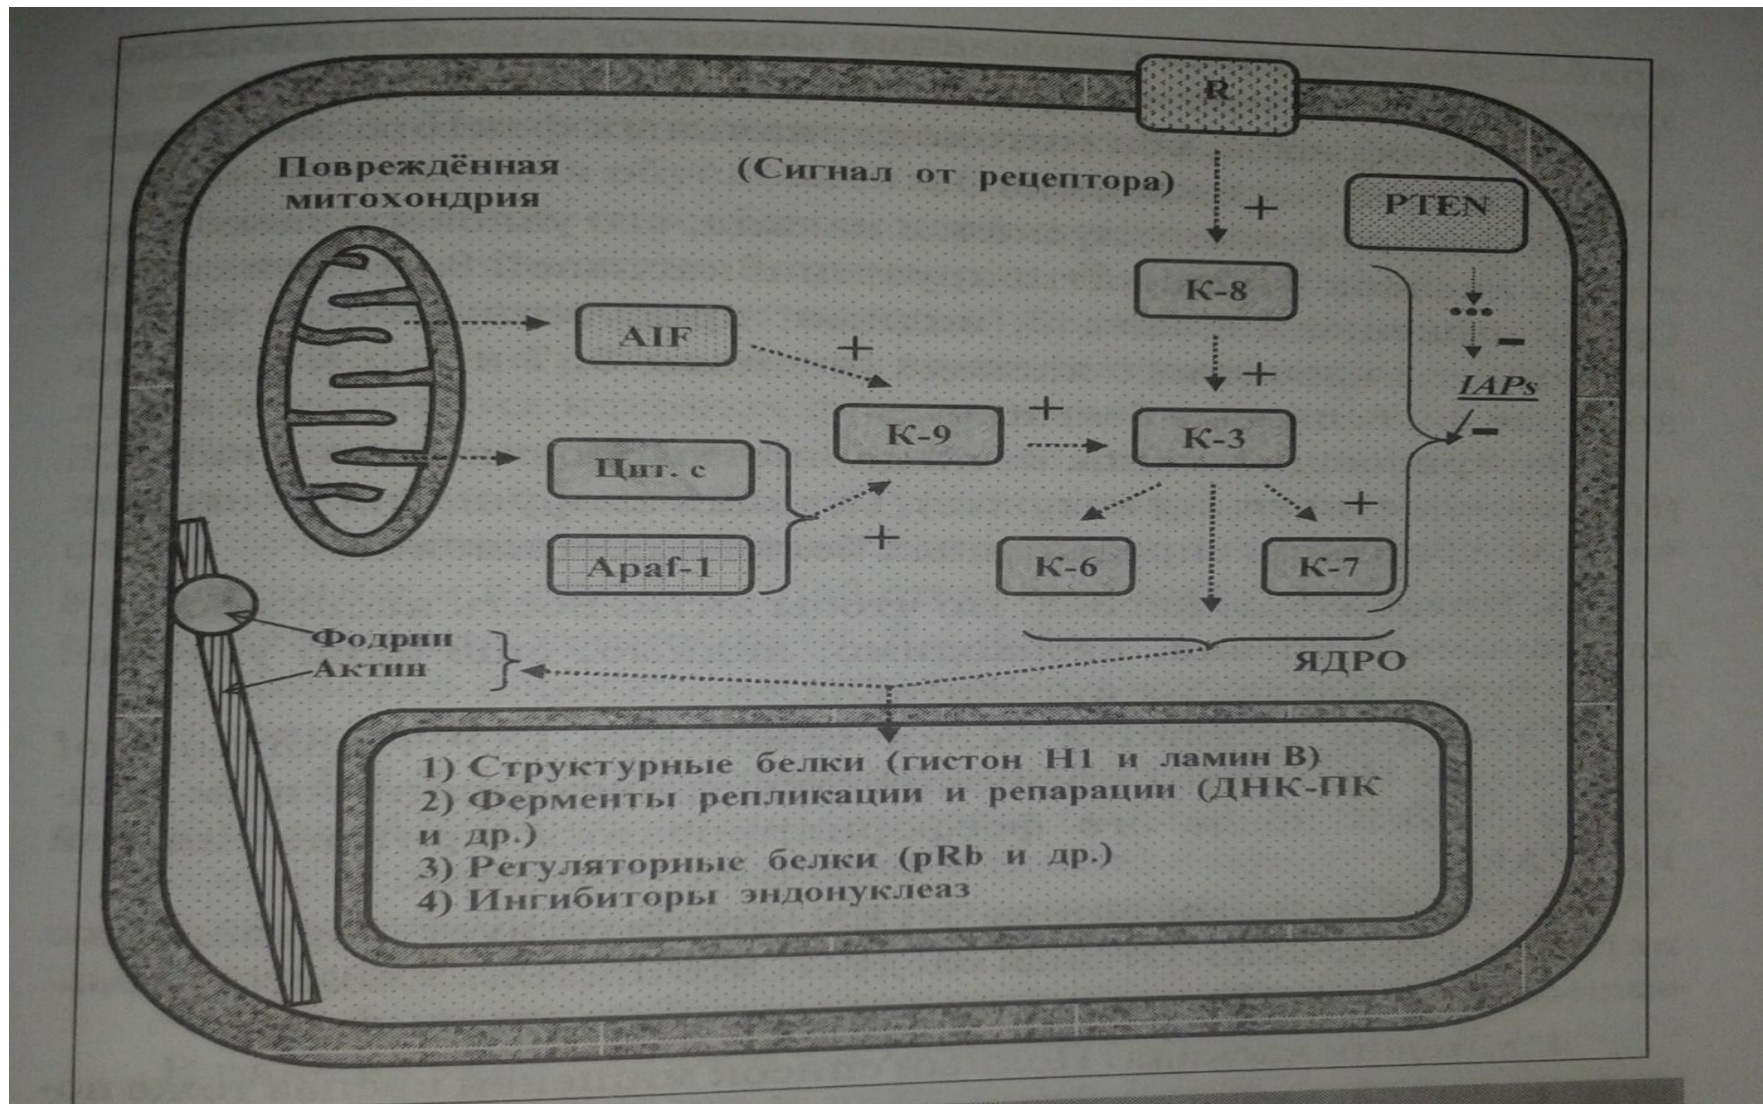 R
Повреждённая
митохондрия
(Сигнал от рецептора)
+
PTEN
К-8
AIF
+
+
-
IAPs
-
К-9
+
К-3
Цит. с
+
Apaf-1
+
К-6
К-7
Фодрин
Актин
ЯДРО
1) Структурные белки (гистон Н1 и ламин В)
2) Ферменты репликации и репарации (ДНК-ПК
и др.)
3) Регуляторные белки (pRb и др.)
4) Ингибиторы эндонуклеаз